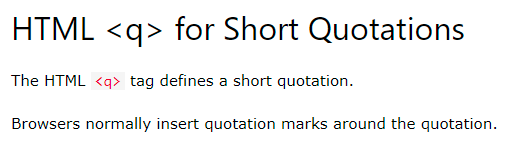 HTML <q> for Short Quotations
The HTML <q> tag defines a short quotation.
Browsers normally insert quotation marks around the quotation.